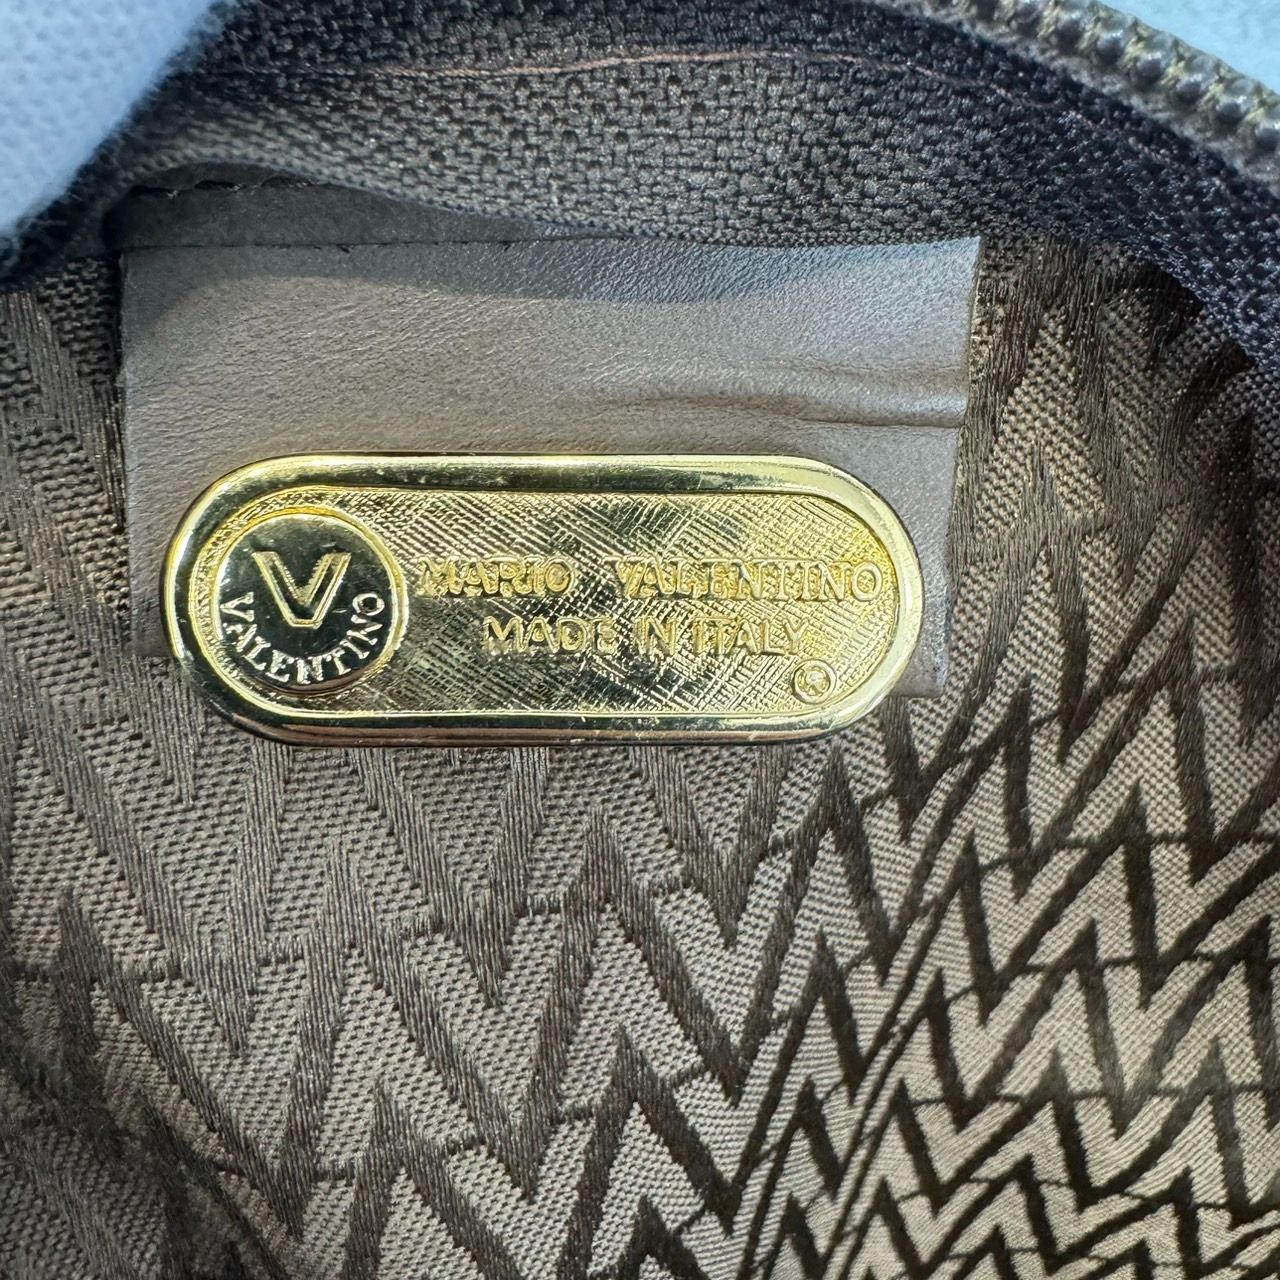 V
VALENTINO
MARIO VALENTINO
MADE IN ITALY
©